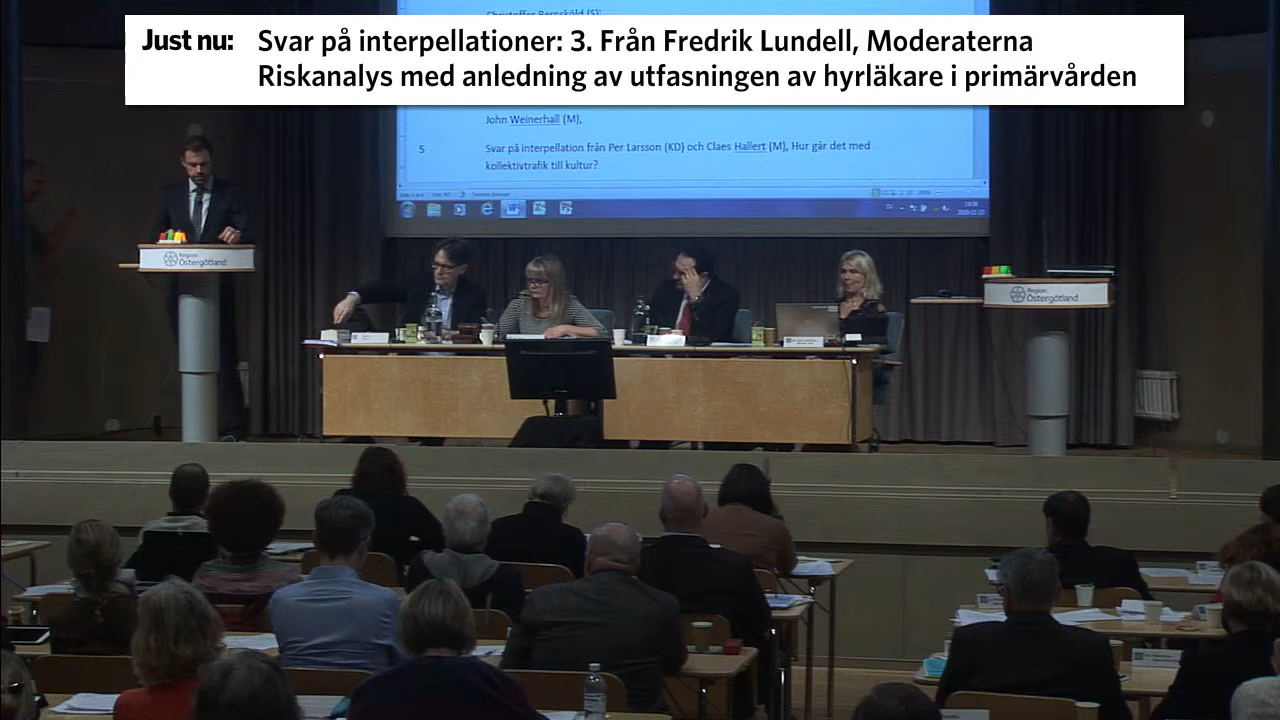 Christoffer Bernsköld (S)
Just nu: Svar på interpellationer: 3. Från Fredrik Lundell, Moderaterna
Riskanalys med anledning av utfasningen av hyrläkare i primärvården
John Weinerhall (M),
5 Svar på interpellation från Per Larsson (KD) och Claes Hallert (M), Hur går det med
kollektivtrafik till kultur?
Region
Östergötland
Region
Östergötland